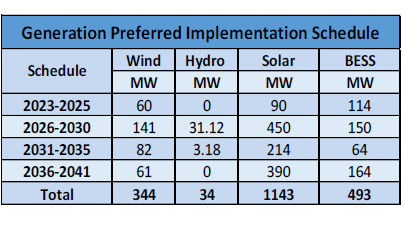 Generation Preferred Implementation Schedule
Schedule Wind Hydro Solar BESS
MW MW MW MW
2023-2025 60 0 90 114
2026-2030 141 31.12 450 150
2031-2035 82 3.18 214 64
2036-2041 61 0 390 164
Total 344 34 1143 493